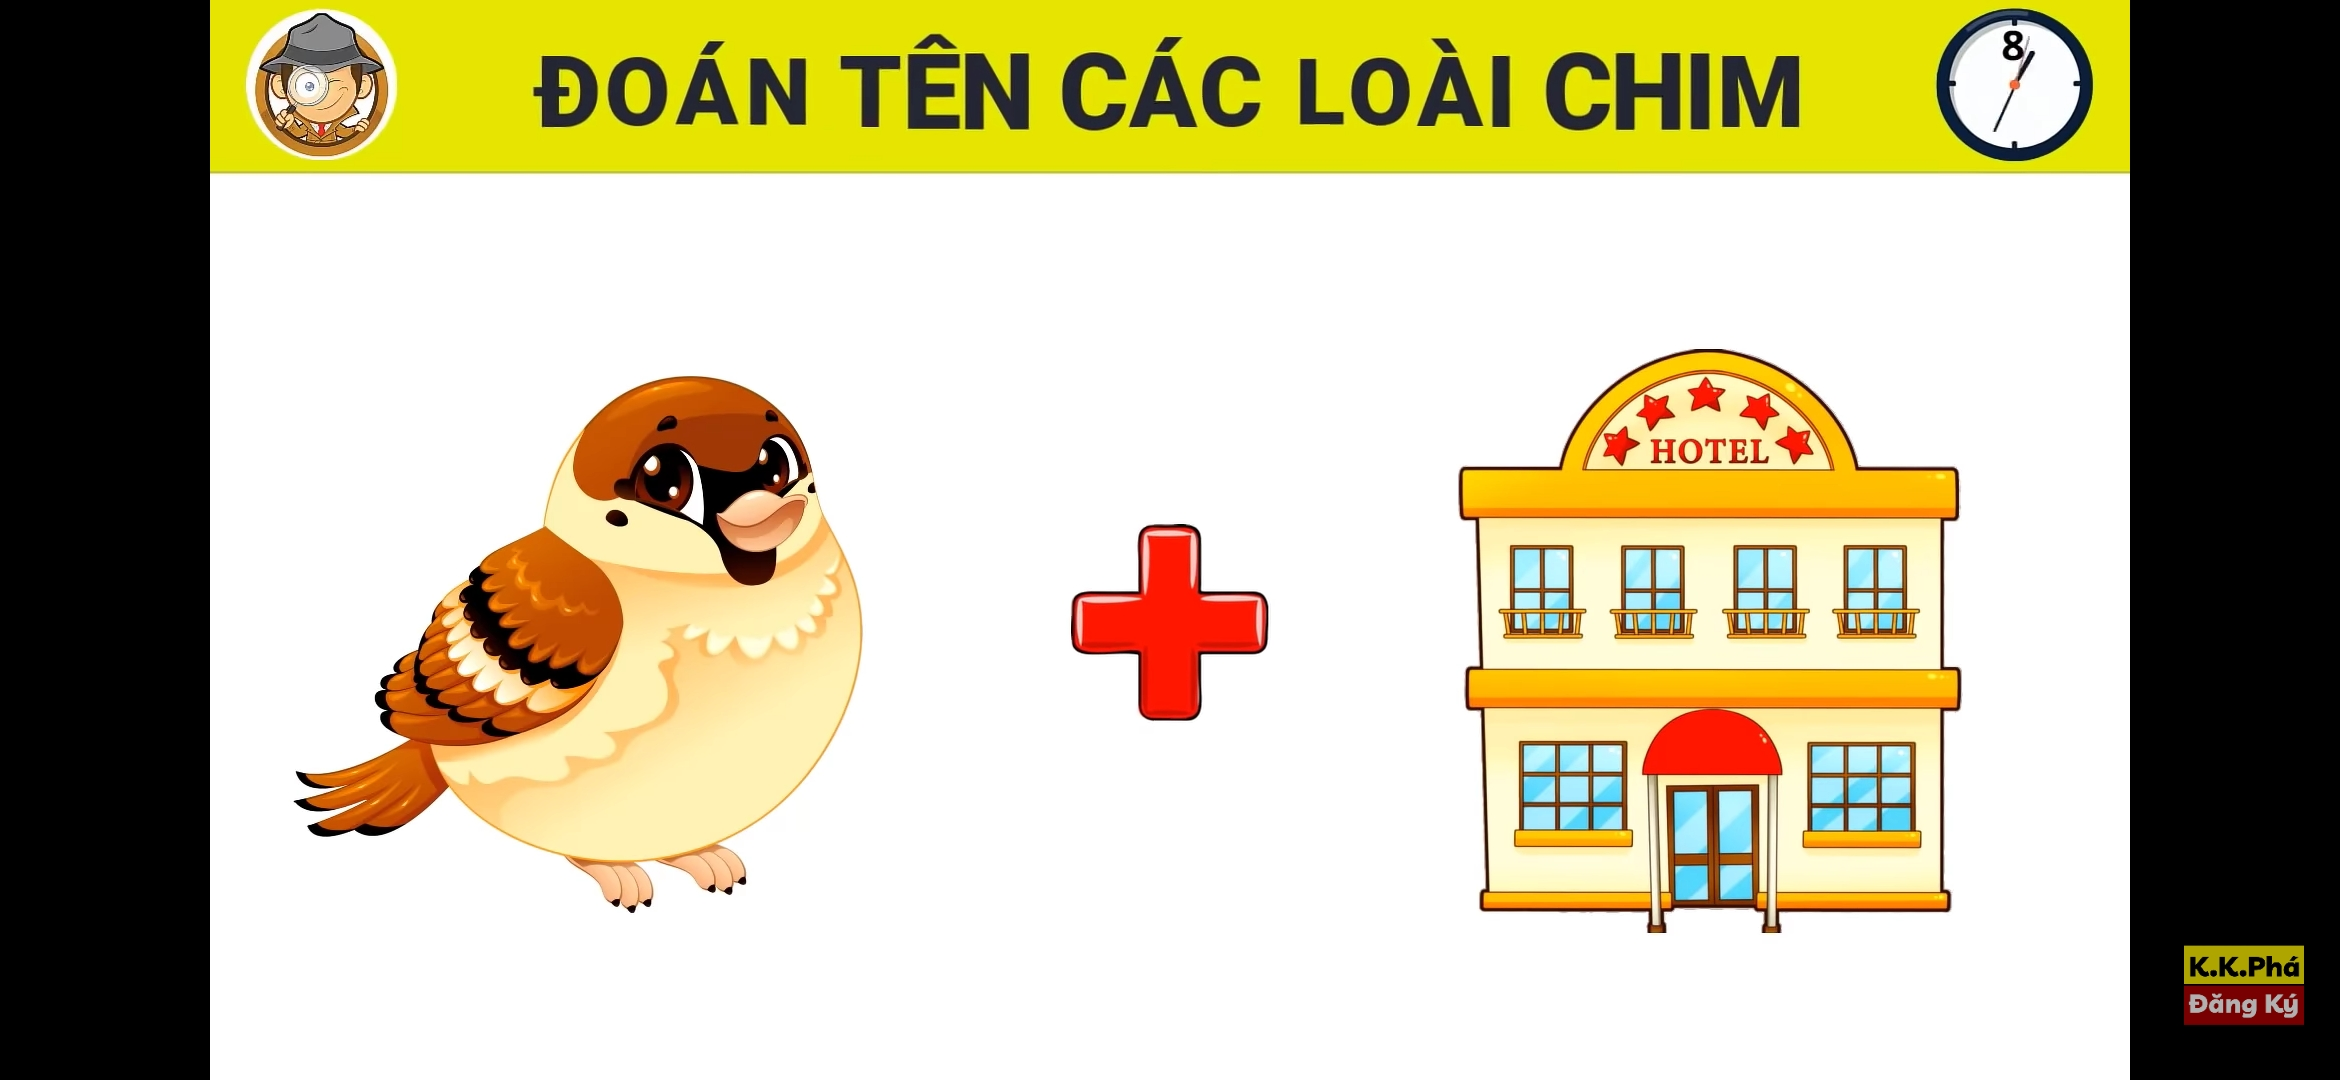 ĐOÁN TÊN CÁC LOÀI CHIM
8
HOTEL
K.K.Phá
Đăng Ký